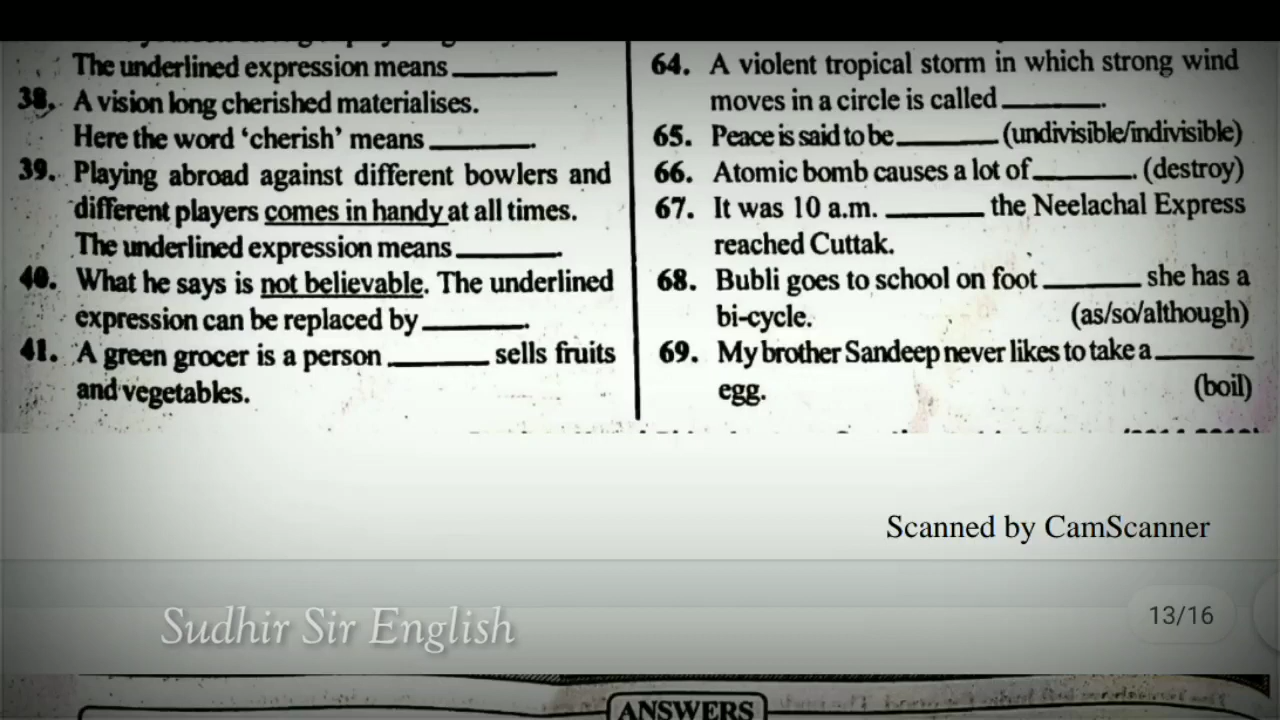 The underlined expression means ________
38. A vision long cherished materialises.
Here the word ‘cherish’ means ________.
39. Playing abroad against different bowlers and
different players comes in handy at all times.
The underlined expression means ________.
40. What he says is not believable. The underlined
expression can be replaced by ________.
41. A green grocer is a person ________ sells fruits
and vegetables.
64. A violent tropical storm in which strong wind
moves in a circle is called ________.
65. Peace is said to be ________ (undivisible/indivisible)
66. Atomic bomb causes a lot of ________. (destroy)
67. It was 10 a.m. ________ the Neelachal Express
reached Cuttak.
68. Bubli goes to school on foot ________ she has a
bi-cycle. (as/so/although)
69. My brother Sandeep never likes to take a ________
egg. (boil)
Scanned by CamScanner
Sudhir Sir English
13/16
ANSWERS